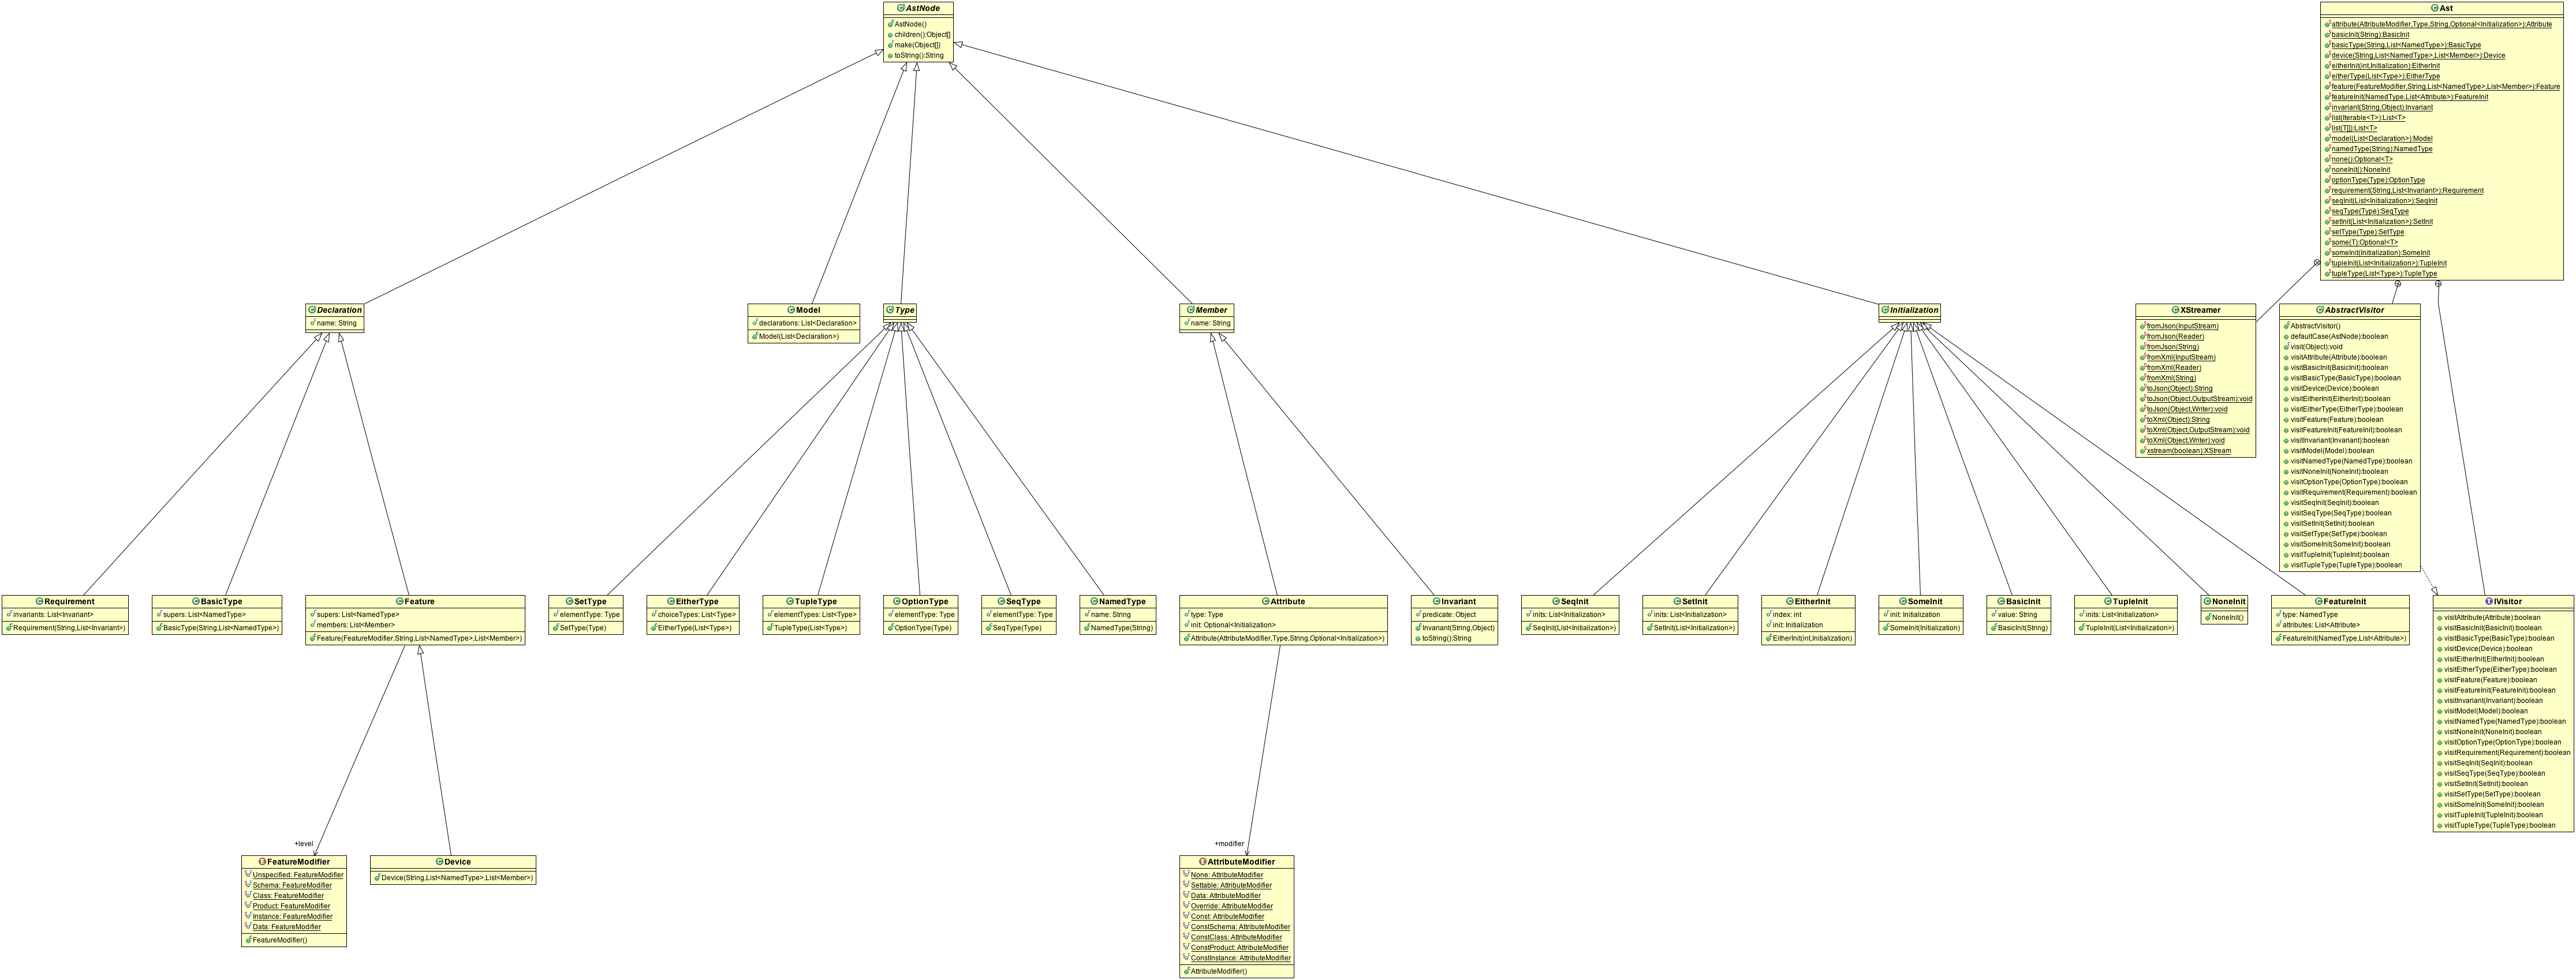 AstNode
AstNode()
children():Object[]
make(Object[])
toString():String
Ast
attribute(AttributeModifier,Type,String,Optional<Initialization>):Attribute
basicInit(String):BasicInit
basicType(String,List<NamedType>):BasicType
device(String,List<NamedType>,List<Member>):Device
eitherInit(int,Initialization):EitherInit
eitherType(List<Type>):EitherType
feature(FeatureModifier,String,List<NamedType>,List<Member>):Feature
featureInit(NamedType,List<Attribute>):FeatureInit
invariant(String,Object):Invariant
list(Iterable<T>):List<T>
list(T[]):List<T>
model(List<Declaration>):Model
namedType(String):NamedType
none():Optional<T>
noneInit():NoneInit
optionType(Type):OptionType
requirement(String,List<Invariant>):Requirement
seqInit(List<Initialization>):SeqInit
seqType(Type):SeqType
setInit(List<Initialization>):SetInit
setType(Type):SetType
some(T):Optional<T>
someInit(Initialization):SomeInit
tupleInit(List<Initialization>):TupleInit
tupleType(List<Type>):TupleType
Declaration
name: String
Model
declarations: List<Declaration>
Model(List<Declaration>)
Type
Member
name: String
Initialization
XStreamer
fromJson(InputStream)
fromJson(Reader)
fromJson(String)
fromXml(InputStream)
fromXml(Reader)
fromXml(String)
toJson(Object):String
toJson(Object,OutputStream):void
toJson(Object,Writer):void
toXml(Object):String
toXml(Object,OutputStream):void
toXml(Object,Writer):void
xstream(boolean):XStream
AbstractVisitor
AbstractVisitor()
defaultCase(AstNode):boolean
visit(Object):void
visitAttribute(Attribute):boolean
visitBasicInit(BasicInit):boolean
visitBasicType(BasicType):boolean
visitDevice(Device):boolean
visitEitherInit(EitherInit):boolean
visitEitherType(EitherType):boolean
visitFeature(Feature):boolean
visitFeatureInit(FeatureInit):boolean
visitInvariant(Invariant):boolean
visitModel(Model):boolean
visitNamedType(NamedType):boolean
visitNoneInit(NoneInit):boolean
visitOptionType(OptionType):boolean
visitRequirement(Requirement):boolean
visitSeqInit(SeqInit):boolean
visitSeqType(SeqType):boolean
visitSetInit(SetInit):boolean
visitSetType(SetType):boolean
visitSomeInit(SomeInit):boolean
visitTupleInit(TupleInit):boolean
visitTupleType(TupleType):boolean
Requirement
invariants: List<Invariant>
Requirement(String,List<Invariant>)
BasicType
supers: List<NamedType>
BasicType(String,List<NamedType>)
Feature
supers: List<NamedType>
members: List<Member>
Feature(FeatureModifier,String,List<NamedType>,List<Member>)
SetType
elementType: Type
SetType(Type)
EitherType
choiceTypes: List<Type>
EitherType(List<Type>)
TupleType
elementTypes: List<Type>
TupleType(List<Type>)
OptionType
elementType: Type
OptionType(Type)
SeqType
elementType: Type
SeqType(Type)
NamedType
name: String
NamedType(String)
Attribute
type: Type
init: Optional<Initialization>
Attribute(AttributeModifier,Type,String,Optional<Initialization>)
Invariant
predicate: Object
Invariant(String,Object)
toString():String
SeqInit
inits: List<Initialization>
SeqInit(List<Initialization>)
SetInit
inits: List<Initialization>
SetInit(List<Initialization>)
EitherInit
index: int
init: Initialization
EitherInit(int,Initialization)
SomeInit
init: Initialization
SomeInit(Initialization)
BasicInit
value: String
BasicInit(String)
TupleInit
inits: List<Initialization>
TupleInit(List<Initialization>)
NoneInit
NoneInit()
FeatureInit
type: NamedType
attributes: List<Attribute>
FeatureInit(NamedType,List<Attribute>)
IVisitor
visitAttribute(Attribute):boolean
visitBasicInit(BasicInit):boolean
visitBasicType(BasicType):boolean
visitDevice(Device):boolean
visitEitherInit(EitherInit):boolean
visitEitherType(EitherType):boolean
visitFeature(Feature):boolean
visitFeatureInit(FeatureInit):boolean
visitInvariant(Invariant):boolean
visitModel(Model):boolean
visitNamedType(NamedType):boolean
visitNoneInit(NoneInit):boolean
visitOptionType(OptionType):boolean
visitRequirement(Requirement):boolean
visitSeqInit(SeqInit):boolean
visitSeqType(SeqType):boolean
visitSetInit(SetInit):boolean
visitSetType(SetType):boolean
visitSomeInit(SomeInit):boolean
visitTupleInit(TupleInit):boolean
visitTupleType(TupleType):boolean
+level
+modifier
FeatureModifier
Unspecified: FeatureModifier
Schema: FeatureModifier
Class: FeatureModifier
Product: FeatureModifier
Instance: FeatureModifier
Data: FeatureModifier
FeatureModifier()
Device
Device(String,List<NamedType>,List<Member>)
AttributeModifier
None: AttributeModifier
Settable: AttributeModifier
Data: AttributeModifier
Override: AttributeModifier
Const: AttributeModifier
ConstSchema: AttributeModifier
ConstClass: AttributeModifier
ConstProduct: AttributeModifier
ConstInstance: AttributeModifier
AttributeModifier()